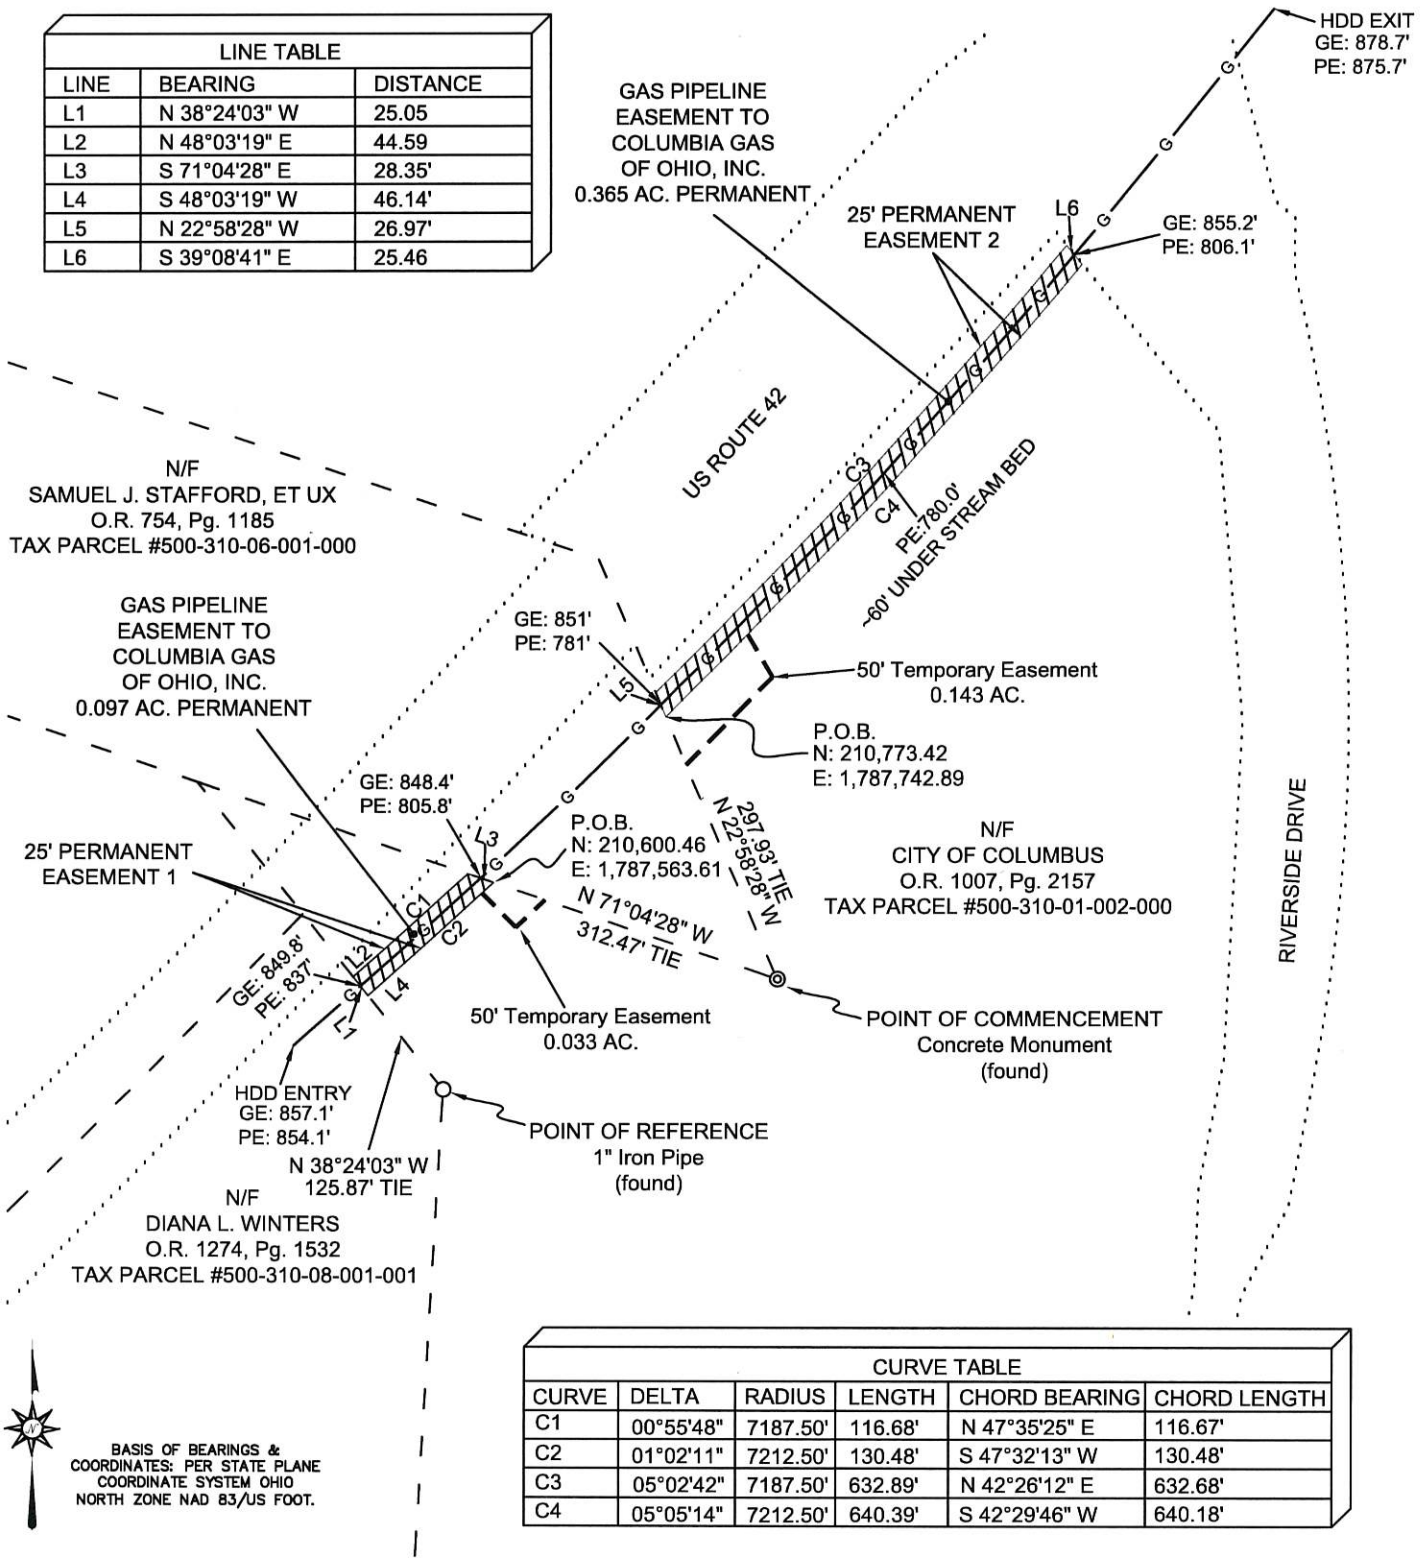 LINE TABLE
LINE BEARING DISTANCE
L1 N 38°24'03" W 25.05
L2 N 48°03'19" E 44.59
L3 S 71°04'28" E 28.35'
L4 S 48°03'19" W 46.14'
L5 N 22°58'28" W 26.97'
L6 S 39°08'41" E 25.46
HDD EXIT
GE: 878.7'
PE: 875.7'
GAS PIPELINE
EASEMENT TO
COLUMBIA GAS
OF OHIO, INC.
0.365 AC. PERMANENT
25' PERMANENT
EASEMENT 2
L6
GE: 855.2'
PE: 806.1'
G
G
G
G
G
G
G
G
G
US ROUTE 42
C3
C4
PE:780.0'
~60' UNDER STREAM BED
N/F
SAMUEL J. STAFFORD, ET UX
O.R. 754, Pg. 1185
TAX PARCEL #500-310-06-001-000
GAS PIPELINE
EASEMENT TO
COLUMBIA GAS
OF OHIO, INC.
0.097 AC. PERMANENT
GE: 851'
PE: 781'
L5
G
G
G
50' Temporary Easement
0.143 AC.
P.O.B.
N: 210,773.42
E: 1,787,742.89
GE: 848.4'
PE: 805.8'
L3
P.O.B.
N: 210,600.46
E: 1,787,563.61
297.93' TIE
N 22°58'28" W
N 71°04'28" W
312.47' TIE
N/F
CITY OF COLUMBUS
O.R. 1007, Pg. 2157
TAX PARCEL #500-310-01-002-000
RIVERSIDE DRIVE
25' PERMANENT
EASEMENT 1
C1
G
C2
L2
L4
G
L1
GE: 849.8'
PE: 837'
50' Temporary Easement
0.033 AC.
POINT OF COMMENCEMENT
Concrete Monument
(found)
HDD ENTRY
GE: 857.1'
PE: 854.1'
POINT OF REFERENCE
1" Iron Pipe
(found)
N 38°24'03" W
125.87' TIE
N/F
DIANA L. WINTERS
O.R. 1274, Pg. 1532
TAX PARCEL #500-310-08-001-001
N
BASIS OF BEARINGS &
COORDINATES: PER STATE PLANE
COORDINATE SYSTEM OHIO
NORTH ZONE NAD 83/US FOOT.
CURVE TABLE
CURVE DELTA RADIUS LENGTH CHORD BEARING CHORD LENGTH
C1 00°55'48" 7187.50' 116.68' N 47°35'25" E 116.67'
C2 01°02'11" 7212.50' 130.48' S 47°32'13" W 130.48'
C3 05°02'42" 7187.50' 632.89' N 42°26'12" E 632.68'
C4 05°05'14" 7212.50' 640.39' S 42°29'46" W 640.18'